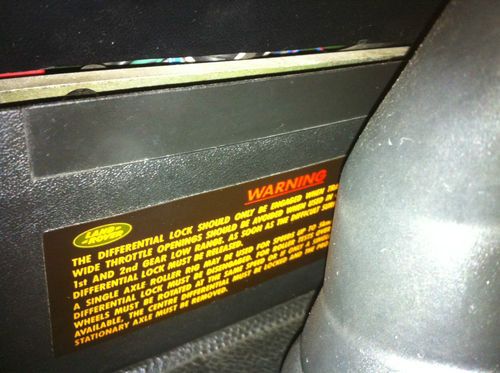 LAND
ROVER
WARNING
THE DIFFERENTIAL LOCK SHOULD ONLY BE ENGAGED WHEN
WIDE THROTTLE OPENINGS SHOULD BE AVOIDED WHEN USED IN
1st AND 2nd GEAR LOW RANGE. AS SOON AS THE DIFFICULT
DIFFERENTIAL LOCK MUST BE RELEASED.
A SINGLE AXLE ROLLER RIG MAY BE USED FOR SPEEDS UP TO
DIFFERENTIAL LOCK MUST BE DISENGAGED. FOR ROLLER TESTS
WHEELS MUST BE ROTATED AT THE SAME SPEED OR IF
AVAILABLE, THE CENTRE DIFFERENTIAL MUST BE LOCKED AND
STATIONARY AXLE MUST BE REMOVED.